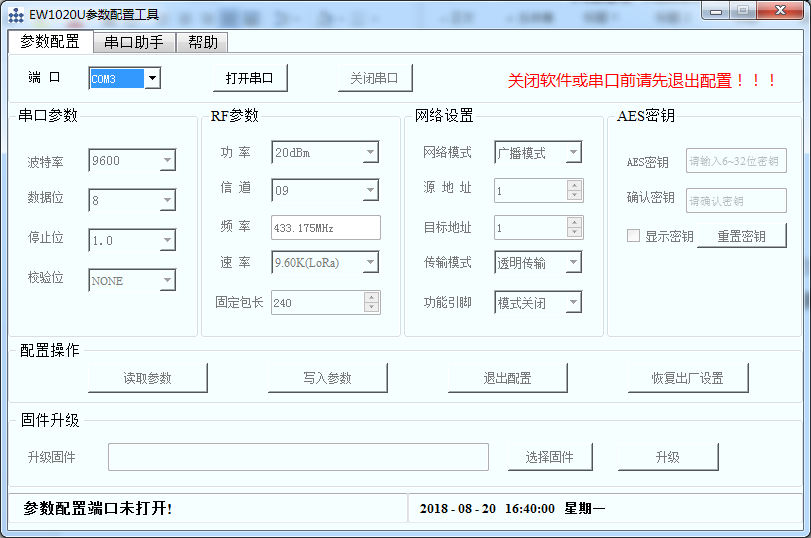 EW1020U参数配置工具
参数配置 串口助手 帮助
端 口 COM3 打开串口 关闭串口 关闭软件或串口前请先退出配置！！！
串口参数
波特率 9600
数据位 8
停止位 1.0
校验位 NONE
RF参数
功 率 20dBm
信 道 09
频 率 433.175MHz
速 率 9.60K(LoRa)
固定包长 240
网络设置
网络模式 广播模式
源 地 址 1
目标地址 1
传输模式 透明传输
功能引脚 模式关闭
AES密钥
AES密钥 请输入6~32位密钥
确认密钥 请确认密钥
显示密钥 重置密钥
配置操作
读取参数 写入参数 退出配置 恢复出厂设置
固件升级
升级固件 选择固件 升级
参数配置端口未打开! 2018 - 08 - 20 16:40:00 星期一